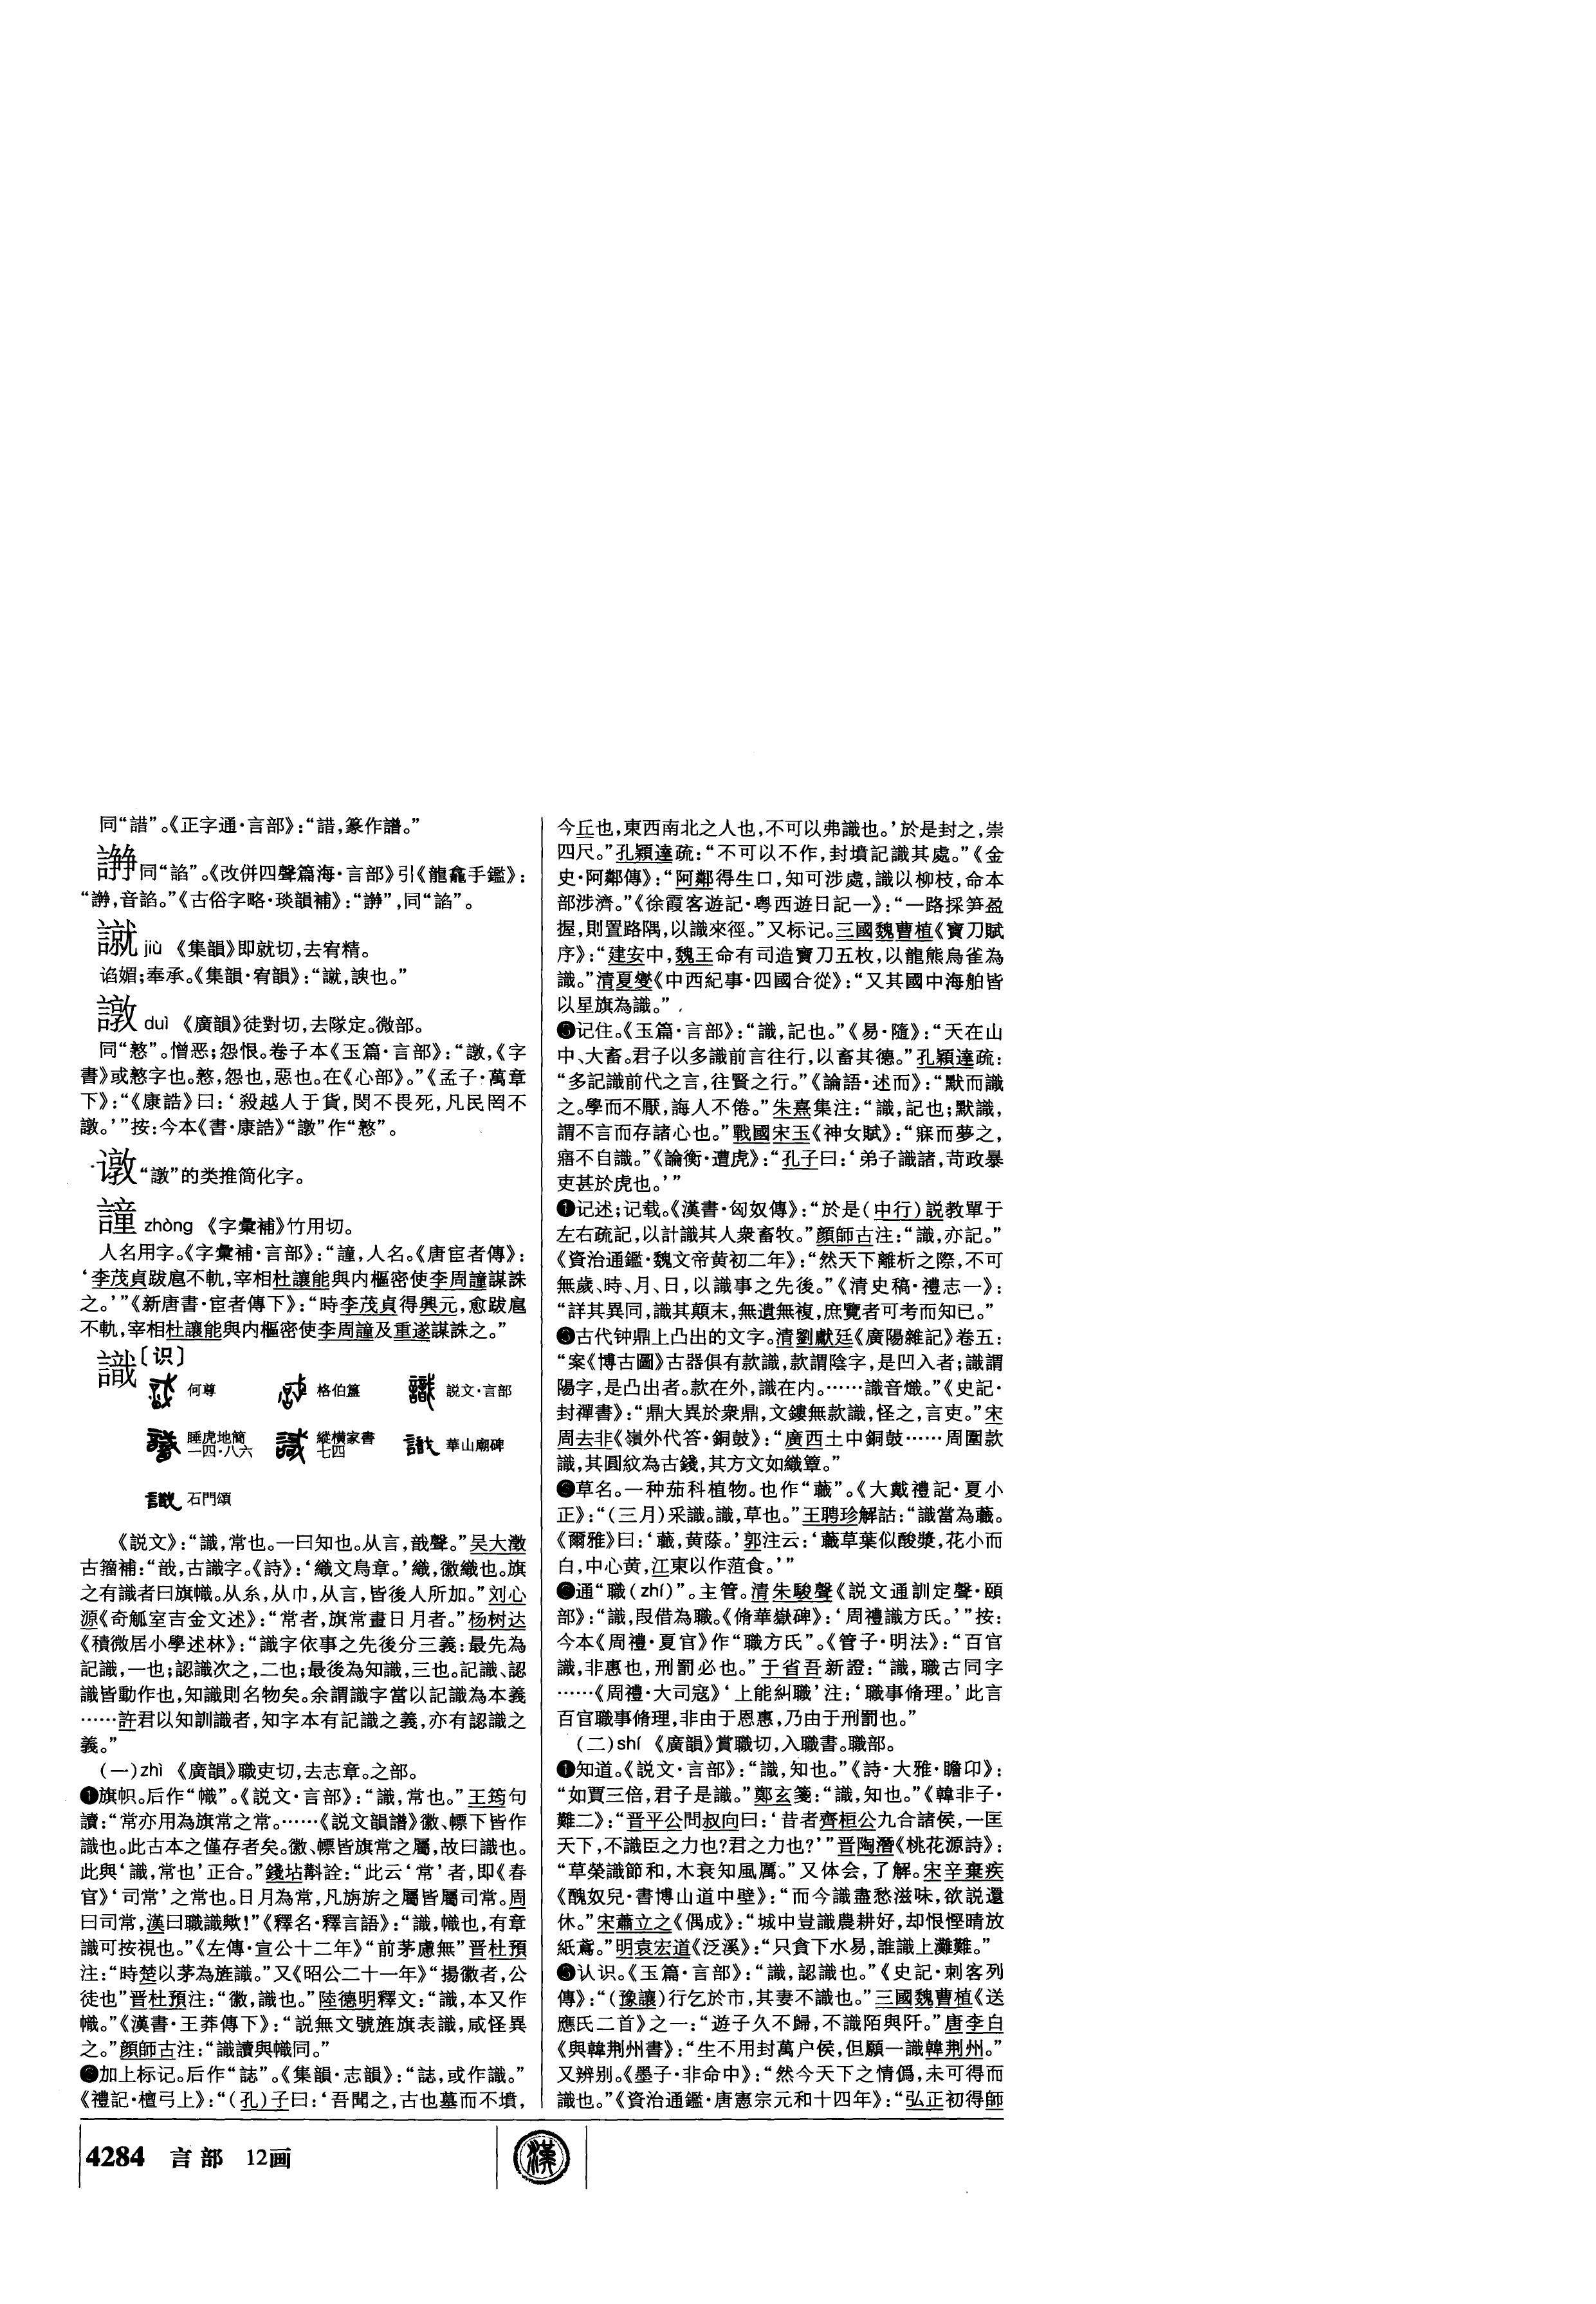 同“諎”。《正字通·言部》：“諎，篆作譜。”
同“諂”。《改併四聲篇海·言部》引《龍龕手鑑》：
“䛫，音諂。”《古俗字略·琰韻補》：“䛫”，同“諂”。
䜅 jiù 《集韻》即就切，去宥精。
谄媚；奉承。《集韻·宥韻》：“䜅，諛也。”
譈 duì 《廣韻》徒對切，去隊定。微部。
同“憝”。憎恶；怨恨。卷子本《玉篇·言部》：“譈，《字
書》或憝字也。憝，怨也，惡也。在《心部》。”《孟子·萬章
下》：“《康誥》曰：‘殺越人于貨，閔不畏死，凡民罔不
譈。’”按：今本《書·康誥》“譈”作“憝”。
“譈”的类推简化字。
zhòng 《字彙補》竹用切。
人名用字。《字彙補·言部》：“諥，人名。《唐宦者傳》：
‘李茂貞跋扈不軌，宰相杜讓能與内樞密使李周諥謀誅
之。’”《新唐書·宦者傳下》：“時李茂貞得興元，愈跋扈
不軌，宰相杜讓能與内樞密使李周諥及重遂謀誅之。”
識〔识〕
何尊 格伯簋 説文·言部
睡虎地簡一四·八六 縱横家書七四 華山廟碑
石門頌
《説文》：“識，常也。一曰知也。从言，戠聲。”吴大澂
古籀補：“戠，古識字。《詩》：‘織文鳥章。’織，徽織也。旗
之有識者曰旗幟。从糸，从巾，从言，皆後人所加。”刘心
源《奇觚室吉金文述》：“常者，旗常畫日月者。”杨树达
《積微居小學述林》：“識字依事之先後分三義：最先為
記識，一也；認識次之，二也；最後為知識，三也。記識、認
識皆動作也，知識則名物矣。余謂識字當以記識為本義
……許君以知訓識者，知字本有記識之義，亦有認識之
義。”
（一）zhì 《廣韻》職吏切，去志章。之部。
❶旗帜。后作“幟”。《説文·言部》：“識，常也。”王筠句
讀：“常亦用為旗常之常。……《説文韻譜》徽、幖下皆作
識也。此古本之僅存者矣。徽、幖皆旗常之屬，故曰識也。
此與‘識，常也’正合。”錢坫斠詮：“此云‘常’者，即《春
官》‘司常’之常也。日月為常，凡旃旂之屬皆屬司常。周
曰司常，漢曰職識歟！”《釋名·釋言語》：“識，幟也，有章
識可按視也。”《左傳·宣公十二年》“前茅慮無”晋杜預
注：“時楚以茅為旌識。”又《昭公二十一年》“揚徽者，公
徒也”晋杜預注：“徽，識也。”陸德明釋文：“識，本又作
幟。”《漢書·王莽傳下》：“説無文號旌旗表識，咸怪異
之。”顔師古注：“識讀與幟同。”
❷加上标记。后作“誌”。《集韻·志韻》：“誌，或作識。”
《禮記·檀弓上》：“（孔）子曰：‘吾聞之，古也墓而不墳，
今丘也，東西南北之人也，不可以弗識也。’於是封之，崇
四尺。”孔穎達疏：“不可以不作，封墳記識其處。”《金
史·阿鄰傳》：“阿鄰得生口，知可涉處，識以柳枝，命本
部涉濟。”《徐霞客遊記·粤西遊日記一》：“一路採笋盈
握，則置路隅，以識來徑。”又标记。三國魏曹植《寶刀賦
序》：“建安中，魏王命有司造寶刀五枚，以龍熊鳥雀為
識。”清夏燮《中西紀事·四國合從》：“又其國中海舶皆
以星旗為識。”
❸记住。《玉篇·言部》：“識，記也。”《易·隨》：“天在山
中、大畜。君子以多識前言往行，以畜其德。”孔穎達疏：
“多記識前代之言，往賢之行。”《論語·述而》：“默而識
之。學而不厭，誨人不倦。”朱熹集注：“識，記也；默識，
謂不言而存諸心也。”戰國宋玉《神女賦》：“寐而夢之，
寤不自識。”《論衡·遭虎》：“孔子曰：‘弟子識諸，苛政暴
吏甚於虎也。’”
❶记述；记载。《漢書·匈奴傳》：“於是（中行）説教單于
左右疏記，以計識其人衆畜牧。”顔師古注：“識，亦記。”
《資治通鑑·魏文帝黄初二年》：“然天下離析之際，不可
無歲、時、月、日，以識事之先後。”《清史稿·禮志一》：
“詳其異同，識其顛末，無遺無複，庶覽者可考而知已。”
❸古代钟鼎上凸出的文字。清劉獻廷《廣陽雜記》卷五：
“案《博古圖》古器俱有款識，款謂陰字，是凹入者；識謂
陽字，是凸出者。款在外，識在内。……識音熾。”《史記·
封禪書》：“鼎大異於衆鼎，文鏤無款識，怪之，言吏。”宋
周去非《嶺外代答·銅鼓》：“廣西土中銅鼓……周圍款
識，其圓紋為古錢，其方文如織簟。”
❷草名。一种茄科植物。也作“蘵”。《大戴禮記·夏小
正》：“（三月）采識。識，草也。”王聘珍解詁：“識當為蘵。
《爾雅》曰：‘蘵，黄蒢。’郭注云：‘蘵草葉似酸漿，花小而
白，中心黄，江東以作菹食。’”
❷通“職（zhí）”。主管。清朱駿聲《説文通訓定聲·頤
部》：“識，叚借為職。《脩華嶽碑》：‘周禮識方氏。’”按：
今本《周禮·夏官》作“職方氏”。《管子·明法》：“百官
識，非惠也，刑罰必也。”于省吾新證：“識，職古同字
……《周禮·大司寇》‘上能糾職’注：‘職事脩理。’此言
百官職事脩理，非由于恩惠，乃由于刑罰也。”
（二）shí 《廣韻》賞職切，入職書。職部。
❶知道。《説文·言部》：“識，知也。”《詩·大雅·瞻卬》：
“如賈三倍，君子是識。”鄭玄箋：“識，知也。”《韓非子·
難二》：“晋平公問叔向曰：‘昔者齊桓公九合諸侯，一匡
天下，不識臣之力也？君之力也？’”晋陶潛《桃花源詩》：
“草榮識節和，木衰知風厲。”又体会，了解。宋辛棄疾
《醜奴兒·書博山道中壁》：“而今識盡愁滋味，欲説還
休。”宋蕭立之《偶成》：“城中豈識農耕好，却恨慳晴放
紙鳶。”明袁宏道《泛溪》：“只貪下水易，誰識上灘難。”
❸认识。《玉篇·言部》：“識，認識也。”《史記·刺客列
傳》：“（豫讓）行乞於市，其妻不識也。”三國魏曹植《送
應氏二首》之一：“遊子久不歸，不識陌與阡。”唐李白
《與韓荆州書》：“生不用封萬户侯，但願一識韓荆州。”
又辨别。《墨子·非命中》：“然今天下之情僞，未可得而
識也。”《資治通鑑·唐憲宗元和十四年》：“弘正初得師
4284 言部 12画
漢